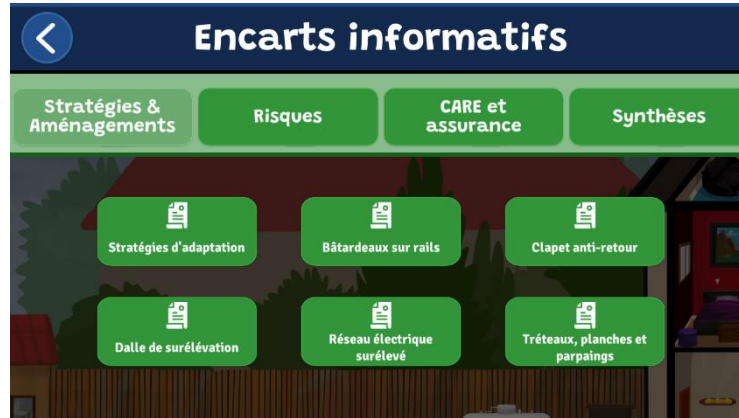 Encarts informatifs
Stratégies &
Aménagements
Risques
CARE et
assurance
Synthèses
Stratégies d'adaptation
Bâtardeaux sur rails
Clapet anti-retour
Dalle de surélévation
Réseau électrique
surélevé
Tréteaux, planches et
parpaings